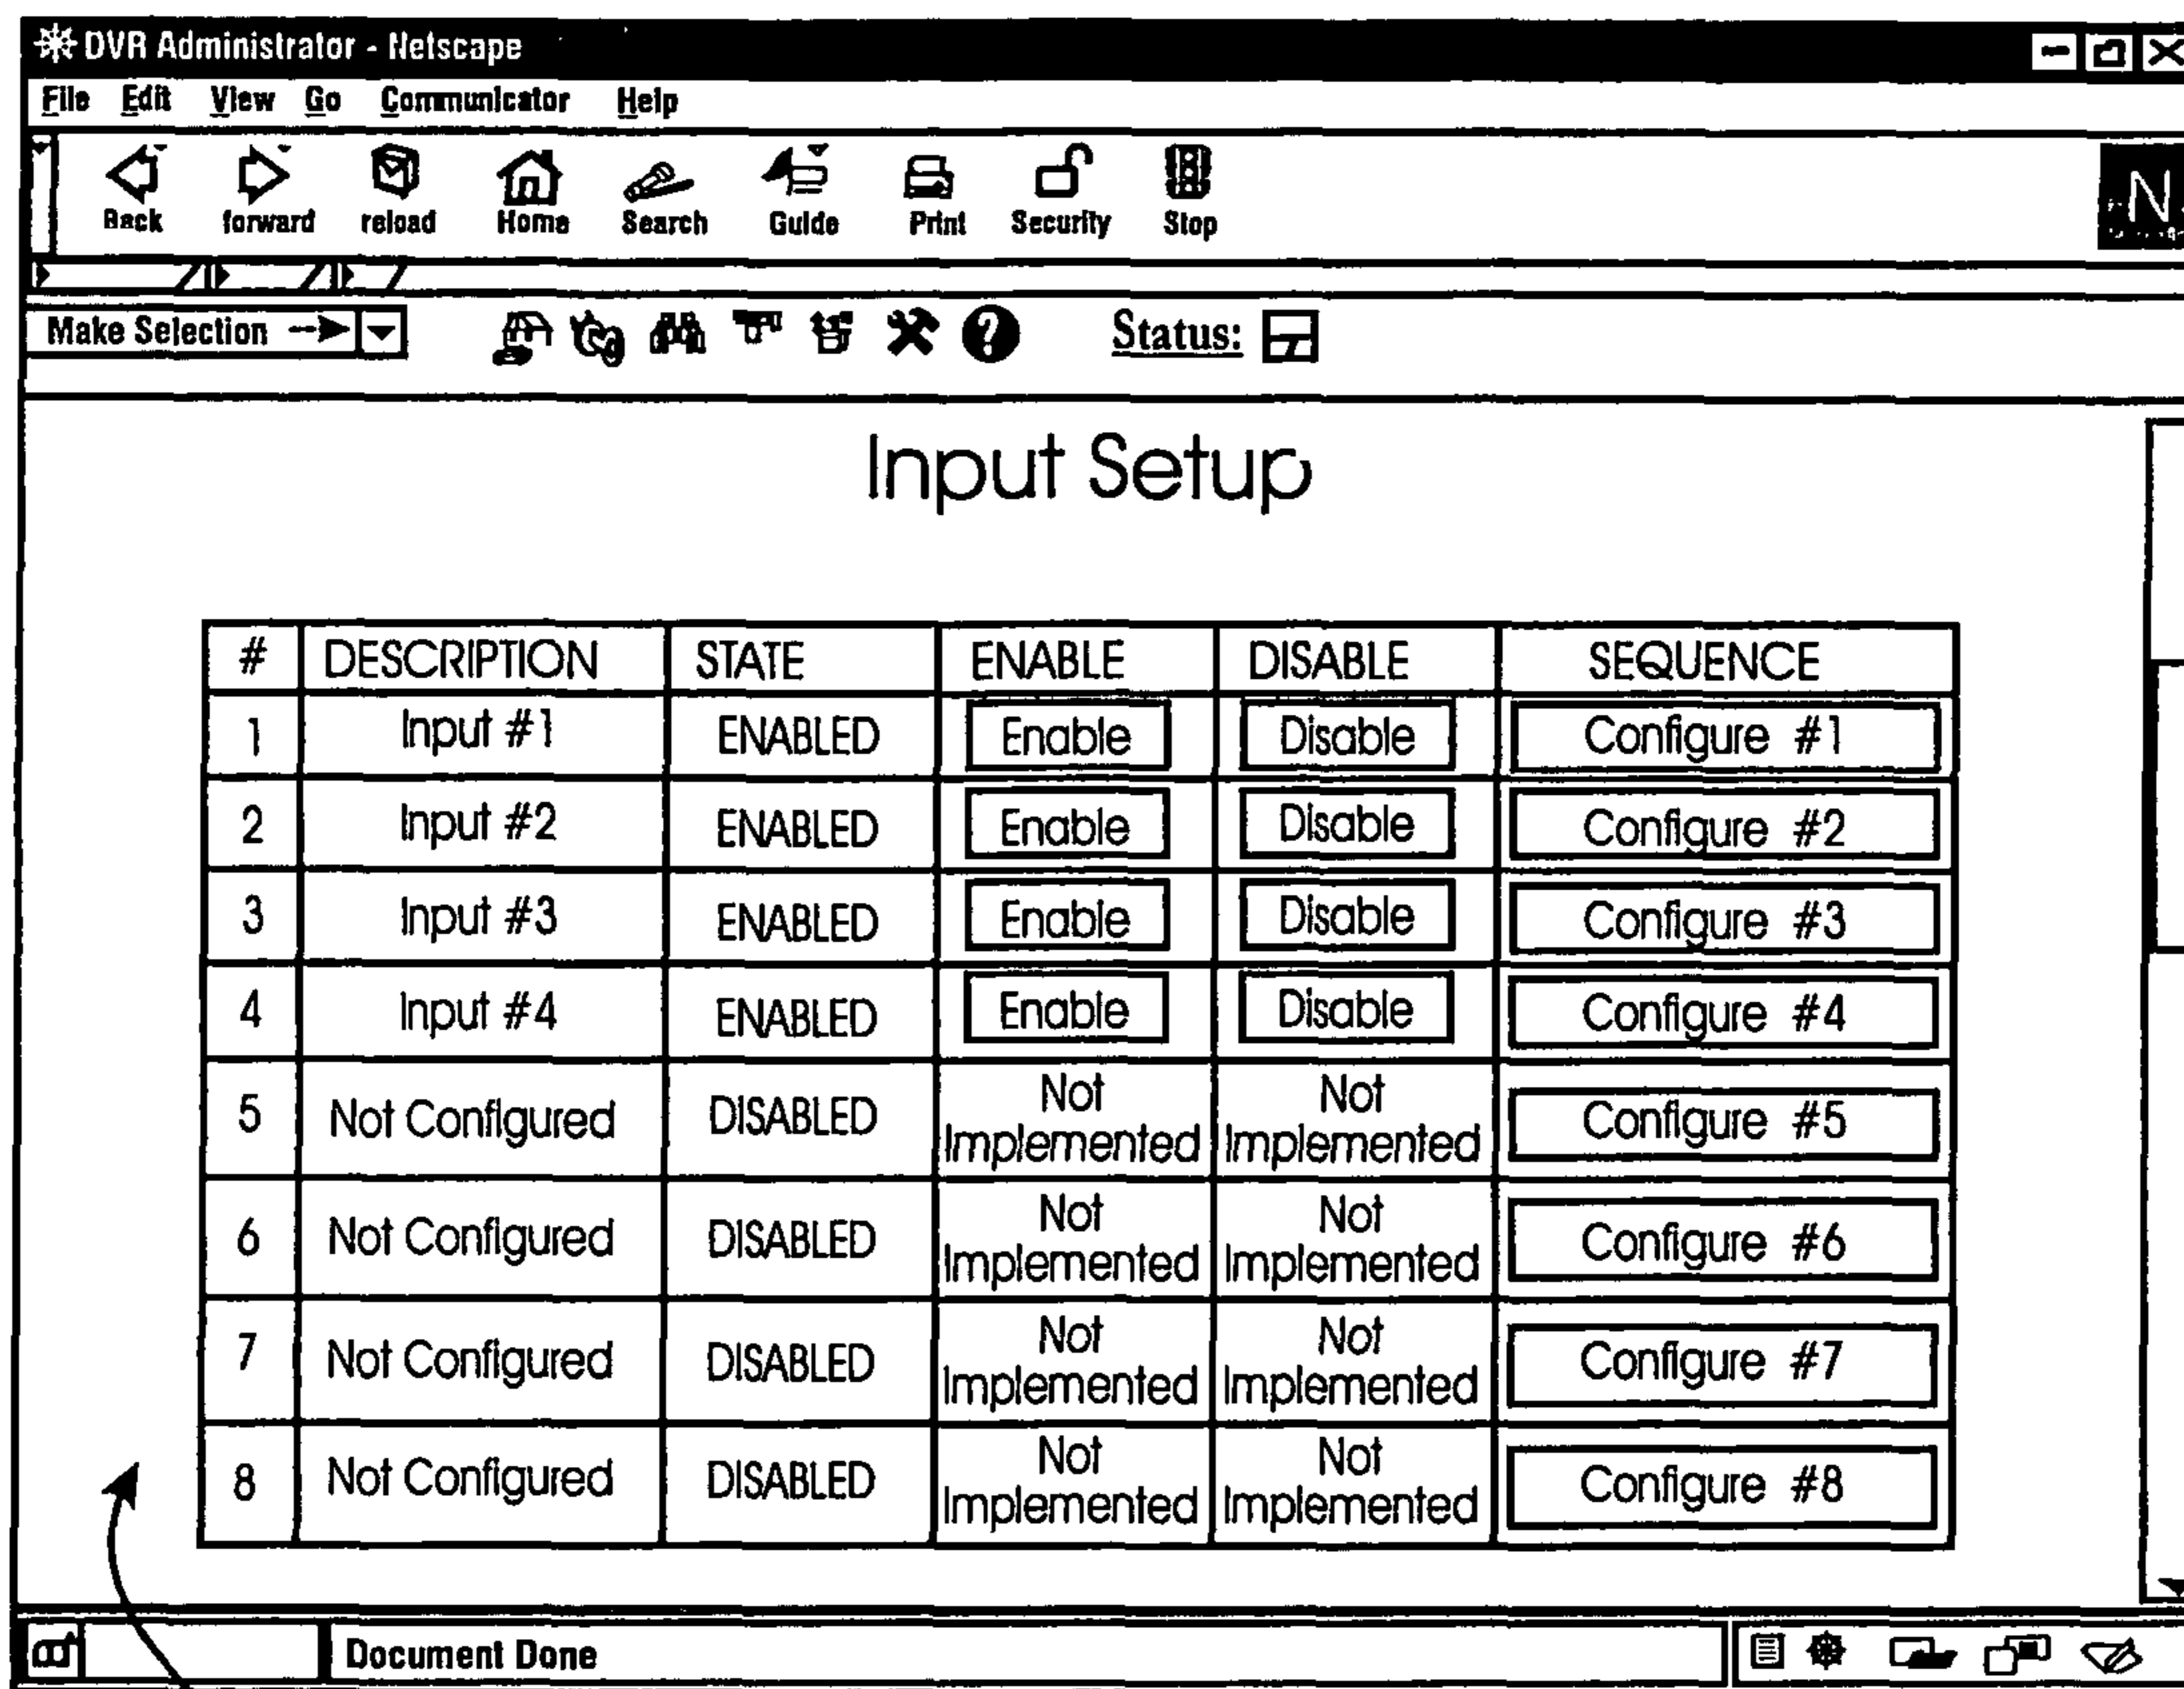 DVR Administrator - Netscape
File Edit View Go Communicator Help
Back forward reload Home Search Guide Print Security Stop
N
Make Selection Status:
Input Setup
# DESCRIPTION STATE ENABLE DISABLE SEQUENCE
1 Input #1 ENABLED Enable Disable Configure #1
2 Input #2 ENABLED Enable Disable Configure #2
3 Input #3 ENABLED Enable Disable Configure #3
4 Input #4 ENABLED Enable Disable Configure #4
5 Not Configured DISABLED Not Implemented Not Implemented Configure #5
6 Not Configured DISABLED Not Implemented Not Implemented Configure #6
7 Not Configured DISABLED Not Implemented Not Implemented Configure #7
8 Not Configured DISABLED Not Implemented Not Implemented Configure #8
Document Done